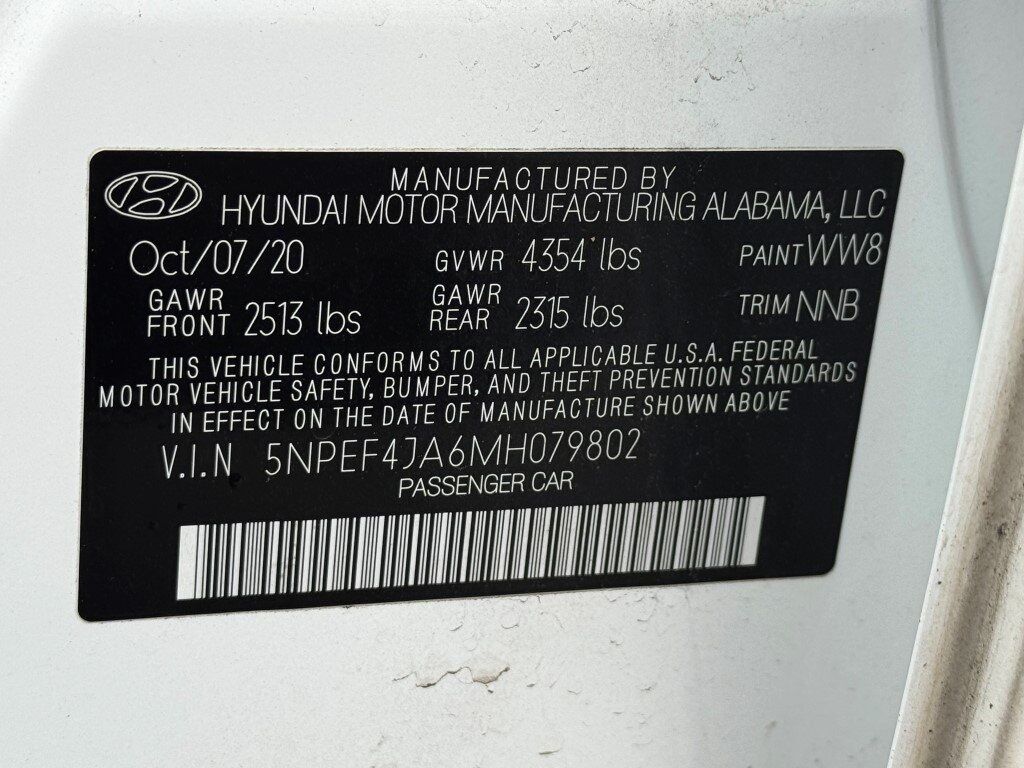 MANUFACTURED BY
HYUNDAI MOTOR MANUFACTURING ALABAMA, LLC
Oct/07/20 GVWR 4354 lbs PAINT WW8
GAWR FRONT 2513 lbs GAWR REAR 2315 lbs TRIM NNB
THIS VEHICLE CONFORMS TO ALL APPLICABLE U.S.A. FEDERAL
MOTOR VEHICLE SAFETY, BUMPER, AND THEFT PREVENTION STANDARDS
IN EFFECT ON THE DATE OF MANUFACTURE SHOWN ABOVE
V.I.N 5NPEF4JA6MH079802
PASSENGER CAR